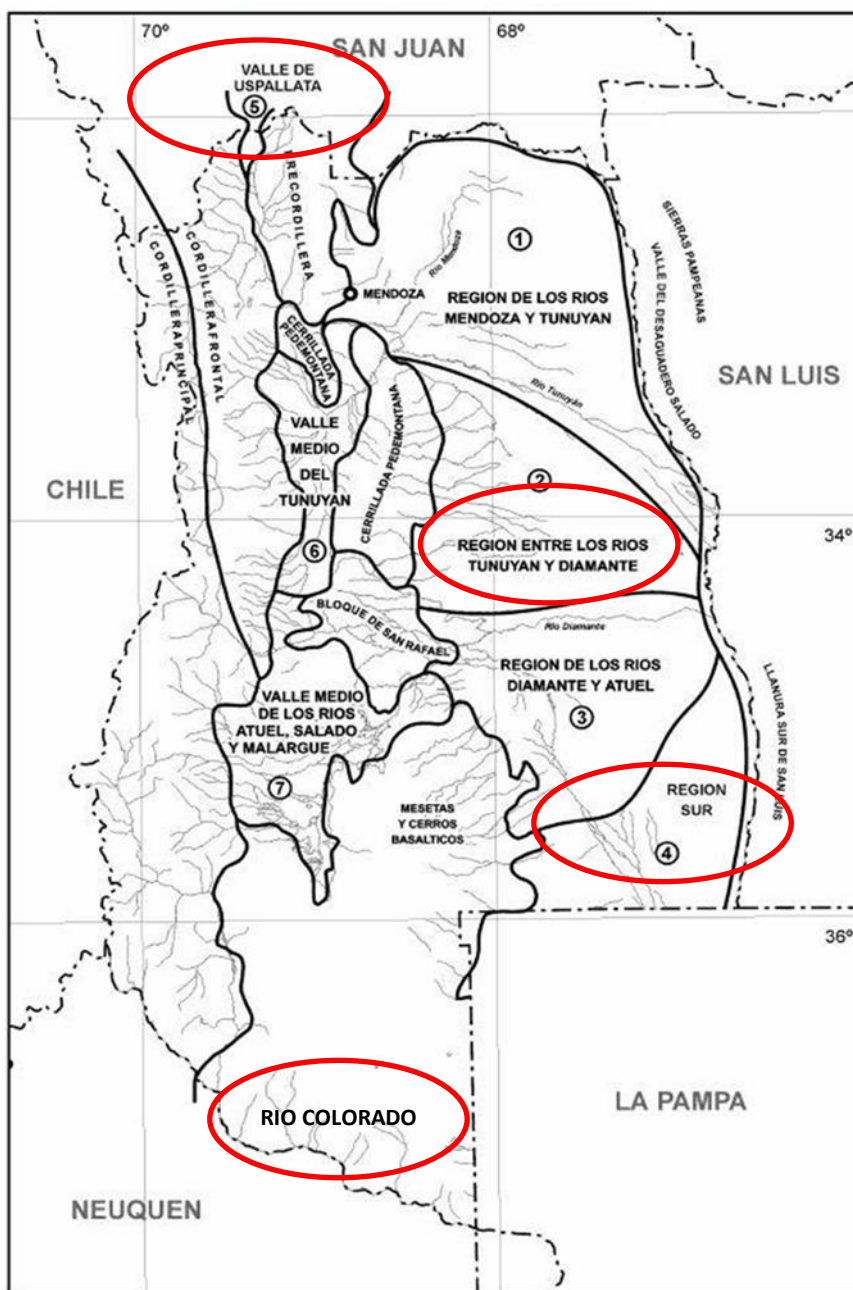 70º
SAN JUAN
68º
VALLE DE
USPALLATA
5
PRECORDILLERA
CORDILLERA PRINCIPAL
CORDILLERA FRONTAL
1
Río Mendoza
MENDOZA
REGION DE LOS RIOS
MENDOZA Y TUNUYAN
SIERRAS PAMPEANAS
VALLE DEL DESAGUADERO SALADO
SAN LUIS
CERRILLADA
PEDEMONTANA
Río Tunuyán
VALLE
MEDIO
DEL
TUNUYAN
CERRILLADA PEDEMONTANA
CHILE
2
34º
REGION ENTRE LOS RIOS
TUNUYAN Y DIAMANTE
6
BLOQUE DE SAN RAFAEL
Río Diamante
REGION DE LOS RIOS
DIAMANTE Y ATUEL
3
VALLE MEDIO
DE LOS RIOS
ATUEL, SALADO
Y MALARGUE
7
LLANURA SUR DE SAN LUIS
REGION
SUR
4
MESETAS
Y CERROS
BASALTICOS
36º
RIO COLORADO
LA PAMPA
NEUQUEN